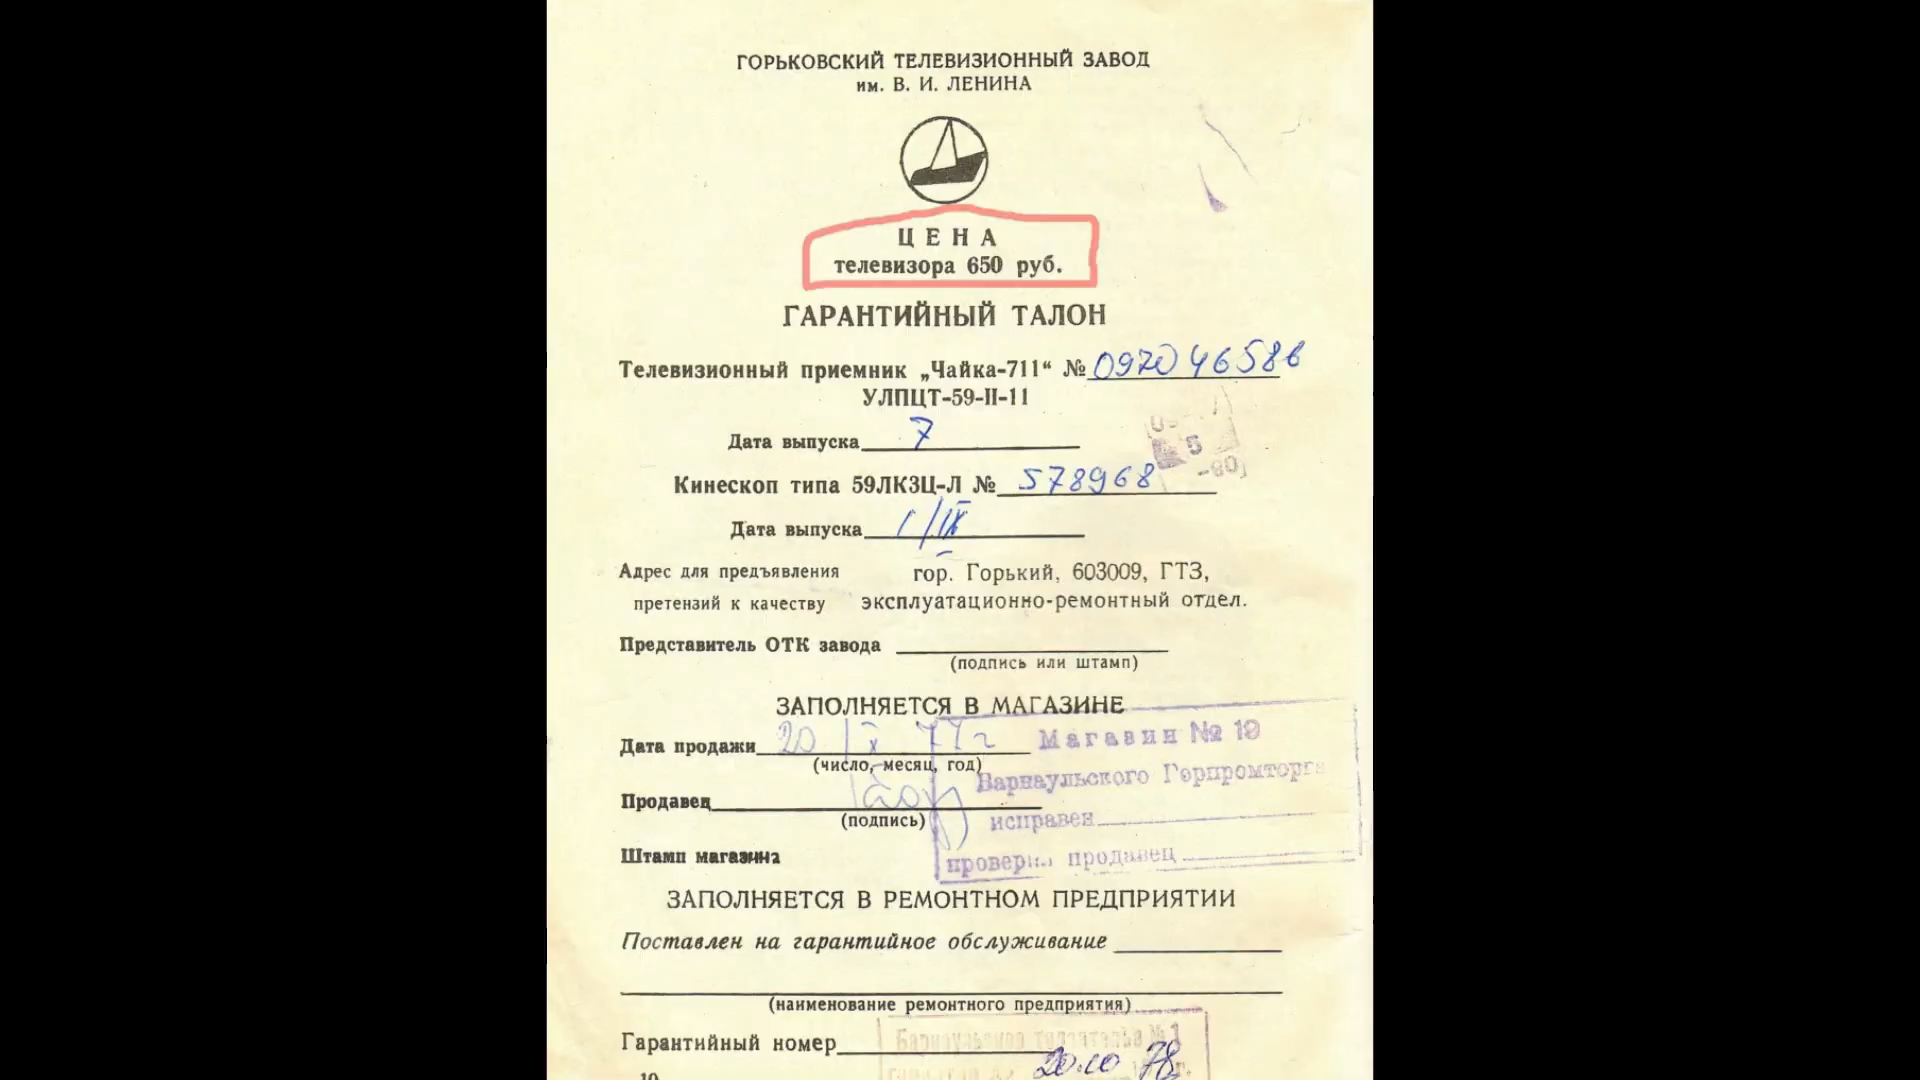 ГОРЬКОВСКИЙ ТЕЛЕВИЗИОННЫЙ ЗАВОД
им. В. И. ЛЕНИНА
ЦЕНА
телевизора 650 руб.
ГАРАНТИЙНЫЙ ТАЛОН
Телевизионный приемник „Чайка-711“ № 097046586
УЛПЦТ-59-II-11
Дата выпуска 7
Кинескоп типа 59ЛК3Ц-Л № 578968
5
Дата выпуска I/IX
Адрес для предъявления гор. Горький, 603009, ГТЗ,
претензий к качеству эксплуатационно-ремонтный отдел.
Представитель ОТК завода
(подпись или штамп)
ЗАПОЛНЯЕТСЯ В МАГАЗИНЕ
Дата продажи 20 X 77г
Магазин № 19
(число, месяц, год)
Барнаульского Горпромторга
Продавец
(подпись)
исправен
Штамп магазина
проверил продавец
ЗАПОЛНЯЕТСЯ В РЕМОНТНОМ ПРЕДПРИЯТИИ
Поставлен на гарантийное обслуживание
(наименование ремонтного предприятия)
Гарантийный номер
20.10 78